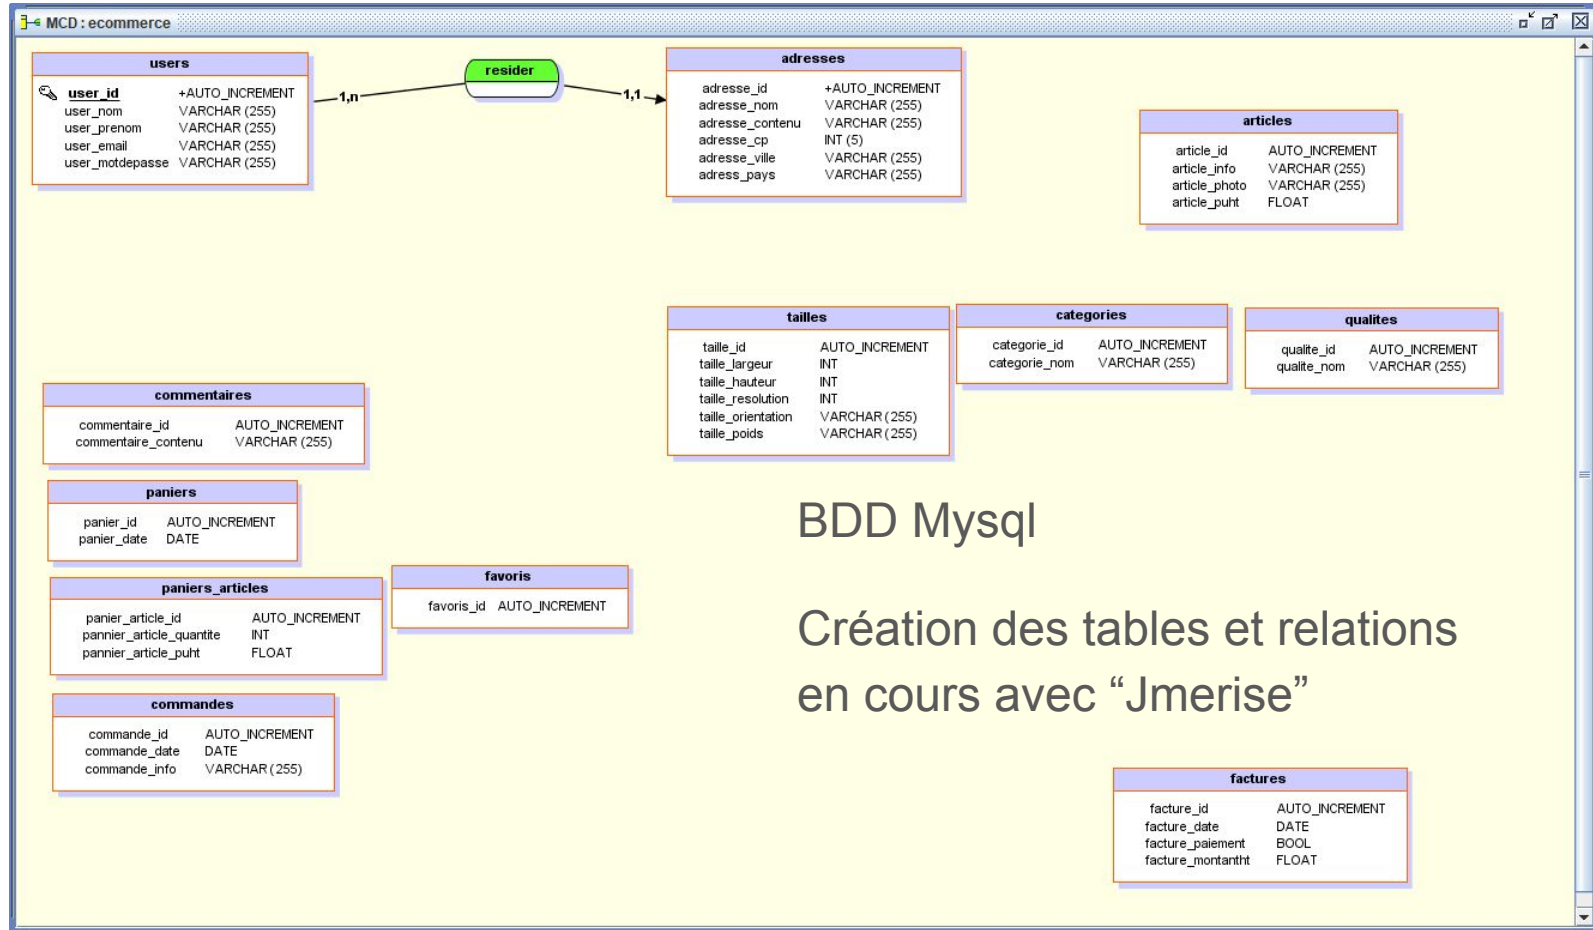 MCD : ecommerce
users
user_id +AUTO_INCREMENT
user_nom VARCHAR (255)
user_prenom VARCHAR (255)
user_email VARCHAR (255)
user_motdepasse VARCHAR (255)
1,n
resider
1,1
adresses
adresse_id +AUTO_INCREMENT
adresse_nom VARCHAR (255)
adresse_contenu VARCHAR (255)
adresse_cp INT (5)
adresse_ville VARCHAR (255)
adress_pays VARCHAR (255)
articles
article_id AUTO_INCREMENT
article_info VARCHAR (255)
article_photo VARCHAR (255)
article_puht FLOAT
tailles
taille_id AUTO_INCREMENT
taille_largeur INT
taille_hauteur INT
taille_resolution INT
taille_orientation VARCHAR (255)
taille_poids VARCHAR (255)
categories
categorie_id AUTO_INCREMENT
categorie_nom VARCHAR (255)
qualites
qualite_id AUTO_INCREMENT
qualite_nom VARCHAR (255)
commentaires
commentaire_id AUTO_INCREMENT
commentaire_contenu VARCHAR (255)
paniers
panier_id AUTO_INCREMENT
panier_date DATE
paniers_articles
panier_article_id AUTO_INCREMENT
pannier_article_quantite INT
pannier_article_puht FLOAT
favoris
favoris_id AUTO_INCREMENT
commandes
commande_id AUTO_INCREMENT
commande_date DATE
commande_info VARCHAR (255)
BDD Mysql
Création des tables et relations
en cours avec “Jmerise”
factures
facture_id AUTO_INCREMENT
facture_date DATE
facture_paiement BOOL
facture_montantht FLOAT